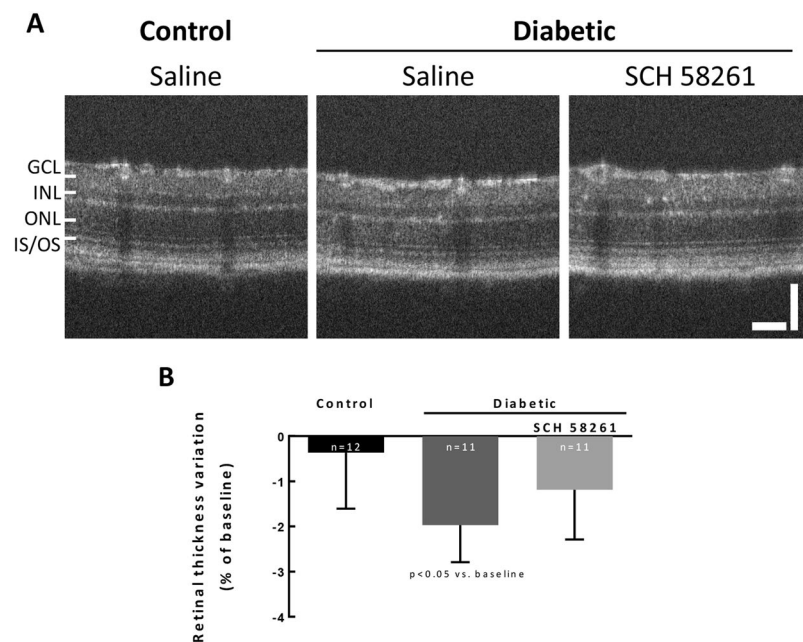 A
Control
Diabetic
Saline
Saline
SCH 58261
GCL
INL
ONL
IS/OS
B
Control
Diabetic
SCH 58261
Retinal thickness variation
(% of baseline)
0
-1
-2
-3
-4
n=12
n=11
n=11
p<0.05 vs. baseline